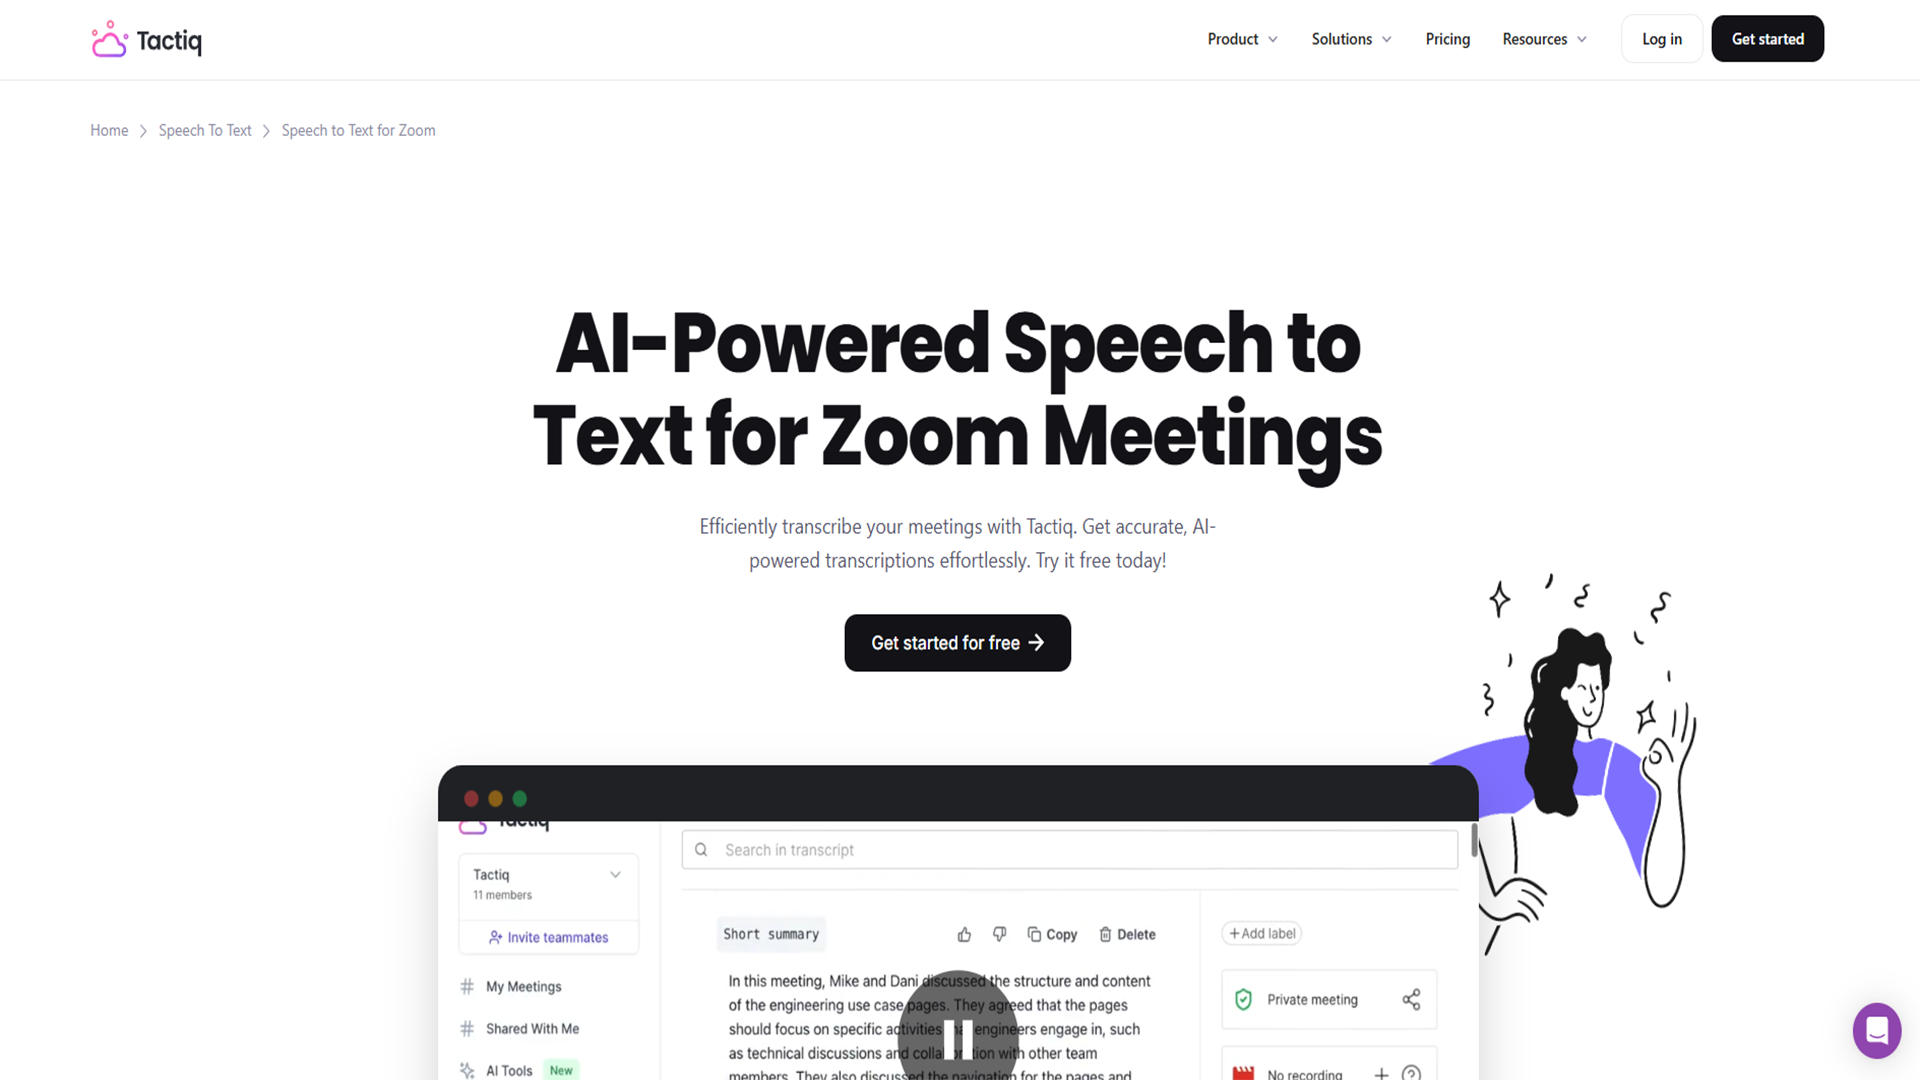 Tactiq
Product
Solutions
Pricing
Resources
Log in
Get started
Home > Speech To Text > Speech to Text for Zoom
AI-Powered Speech to
Text for Zoom Meetings
Efficiently transcribe your meetings with Tactiq. Get accurate, AI-
powered transcriptions effortlessly. Try it free today!
Get started for free →
Tactiq
Tactiq
11 members
Invite teammates
# My Meetings
# Shared With Me
AI Tools New
Search in transcript
Short summary
Copy
Delete
In this meeting, Mike and Dani discussed the structure and content
of the engineering use case pages. They agreed that the pages
should focus on specific activities that engineers engage in, such
as technical discussions and collaboration with other team
members. They also discussed the navigation for the pages and
+ Add label
Private meeting
No recording